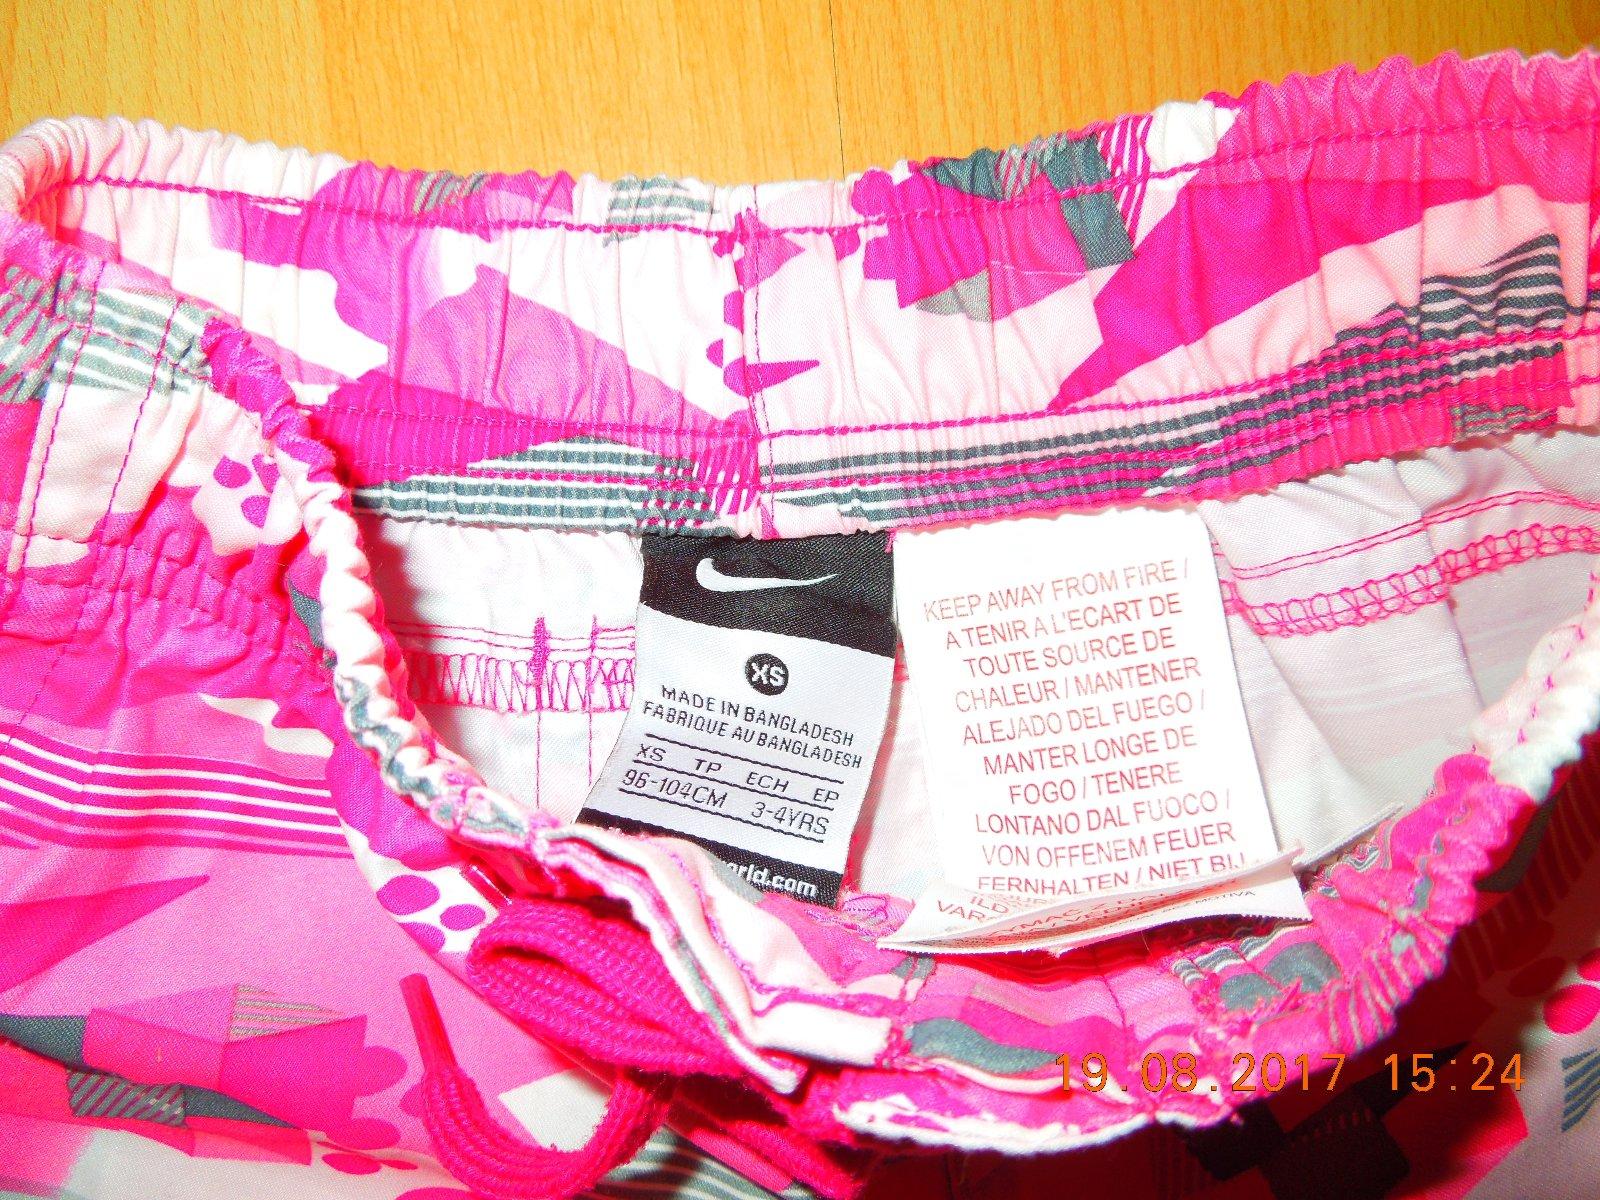 XS
MADE IN BANGLADESH
FABRIQUE AU BANGLADESH
XS TP ECH EP
96-104CM 3-4YRS
KEEP AWAY FROM FIRE /
A TENIR A L'ECART DE
TOUTE SOURCE DE
CHALEUR / MANTENER
ALEJADO DEL FUEGO /
MANTER LONGE DE
FOGO / TENERE
LONTANO DAL FUOCO /
VON OFFENEM FEUER
FERNHALTEN / NIET BIJ
19.08.2017 15:24